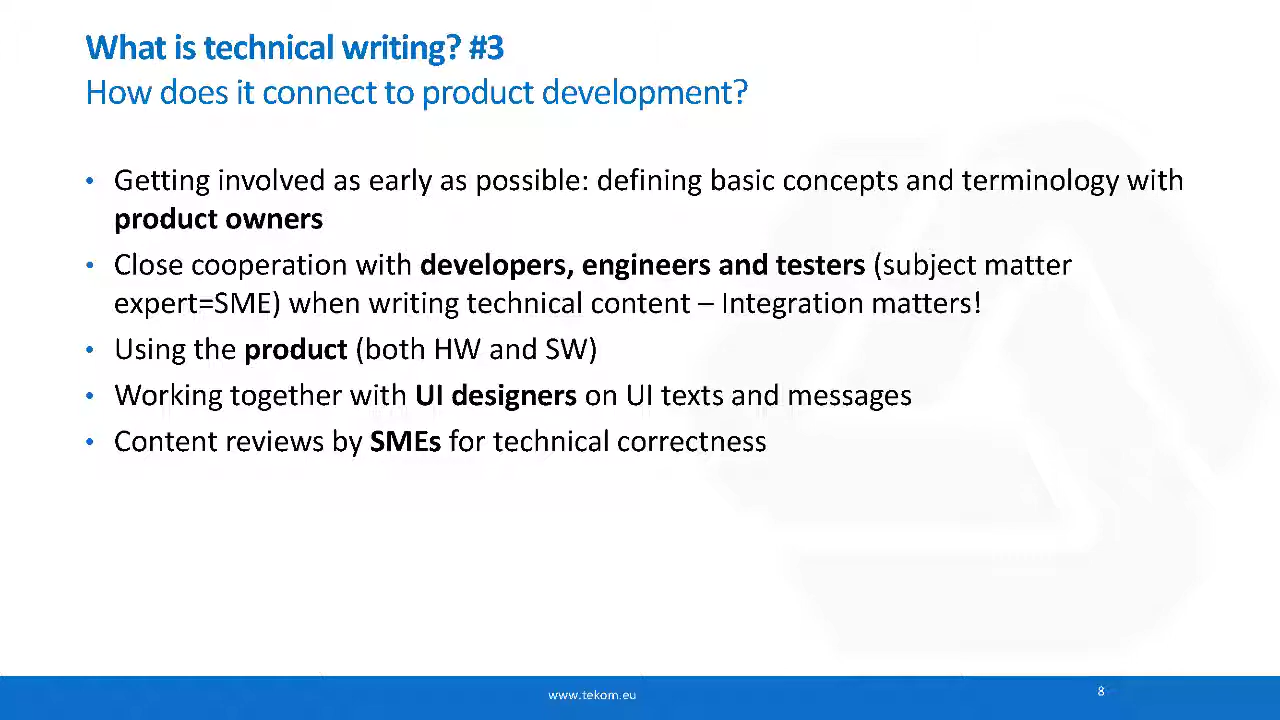 What is technical writing? #3
How does it connect to product development?
• Getting involved as early as possible: defining basic concepts and terminology with
product owners
• Close cooperation with developers, engineers and testers (subject matter
expert=SME) when writing technical content – Integration matters!
• Using the product (both HW and SW)
• Working together with UI designers on UI texts and messages
• Content reviews by SMEs for technical correctness
www.tekom.eu
8